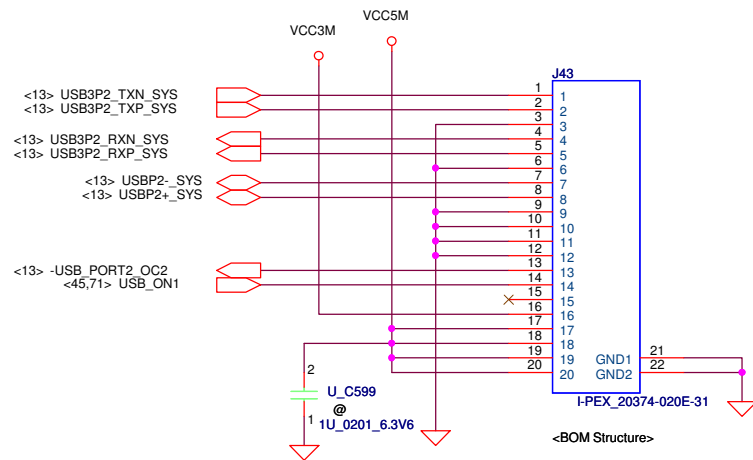 VCC5M
VCC3M
J43
<13> USB3P2_TXN_SYS 1 1
<13> USB3P2_TXP_SYS 2 2
3 3
<13> USB3P2_RXN_SYS 4 4
<13> USB3P2_RXP_SYS 5 5
6 6
<13> USBP2-_SYS 7 7
<13> USBP2+_SYS 8 8
9 9
10 10
11 11
12 12
<13> -USB_PORT2_OC2 13 13
<45,71> USB_ON1 14 14
15 15
16 16
17 17
18 18
19 19 GND1 21
20 20 GND2 22
2
U_C599
@
1
1U_0201_6.3V6
I-PEX_20374-020E-31
<BOM Structure>